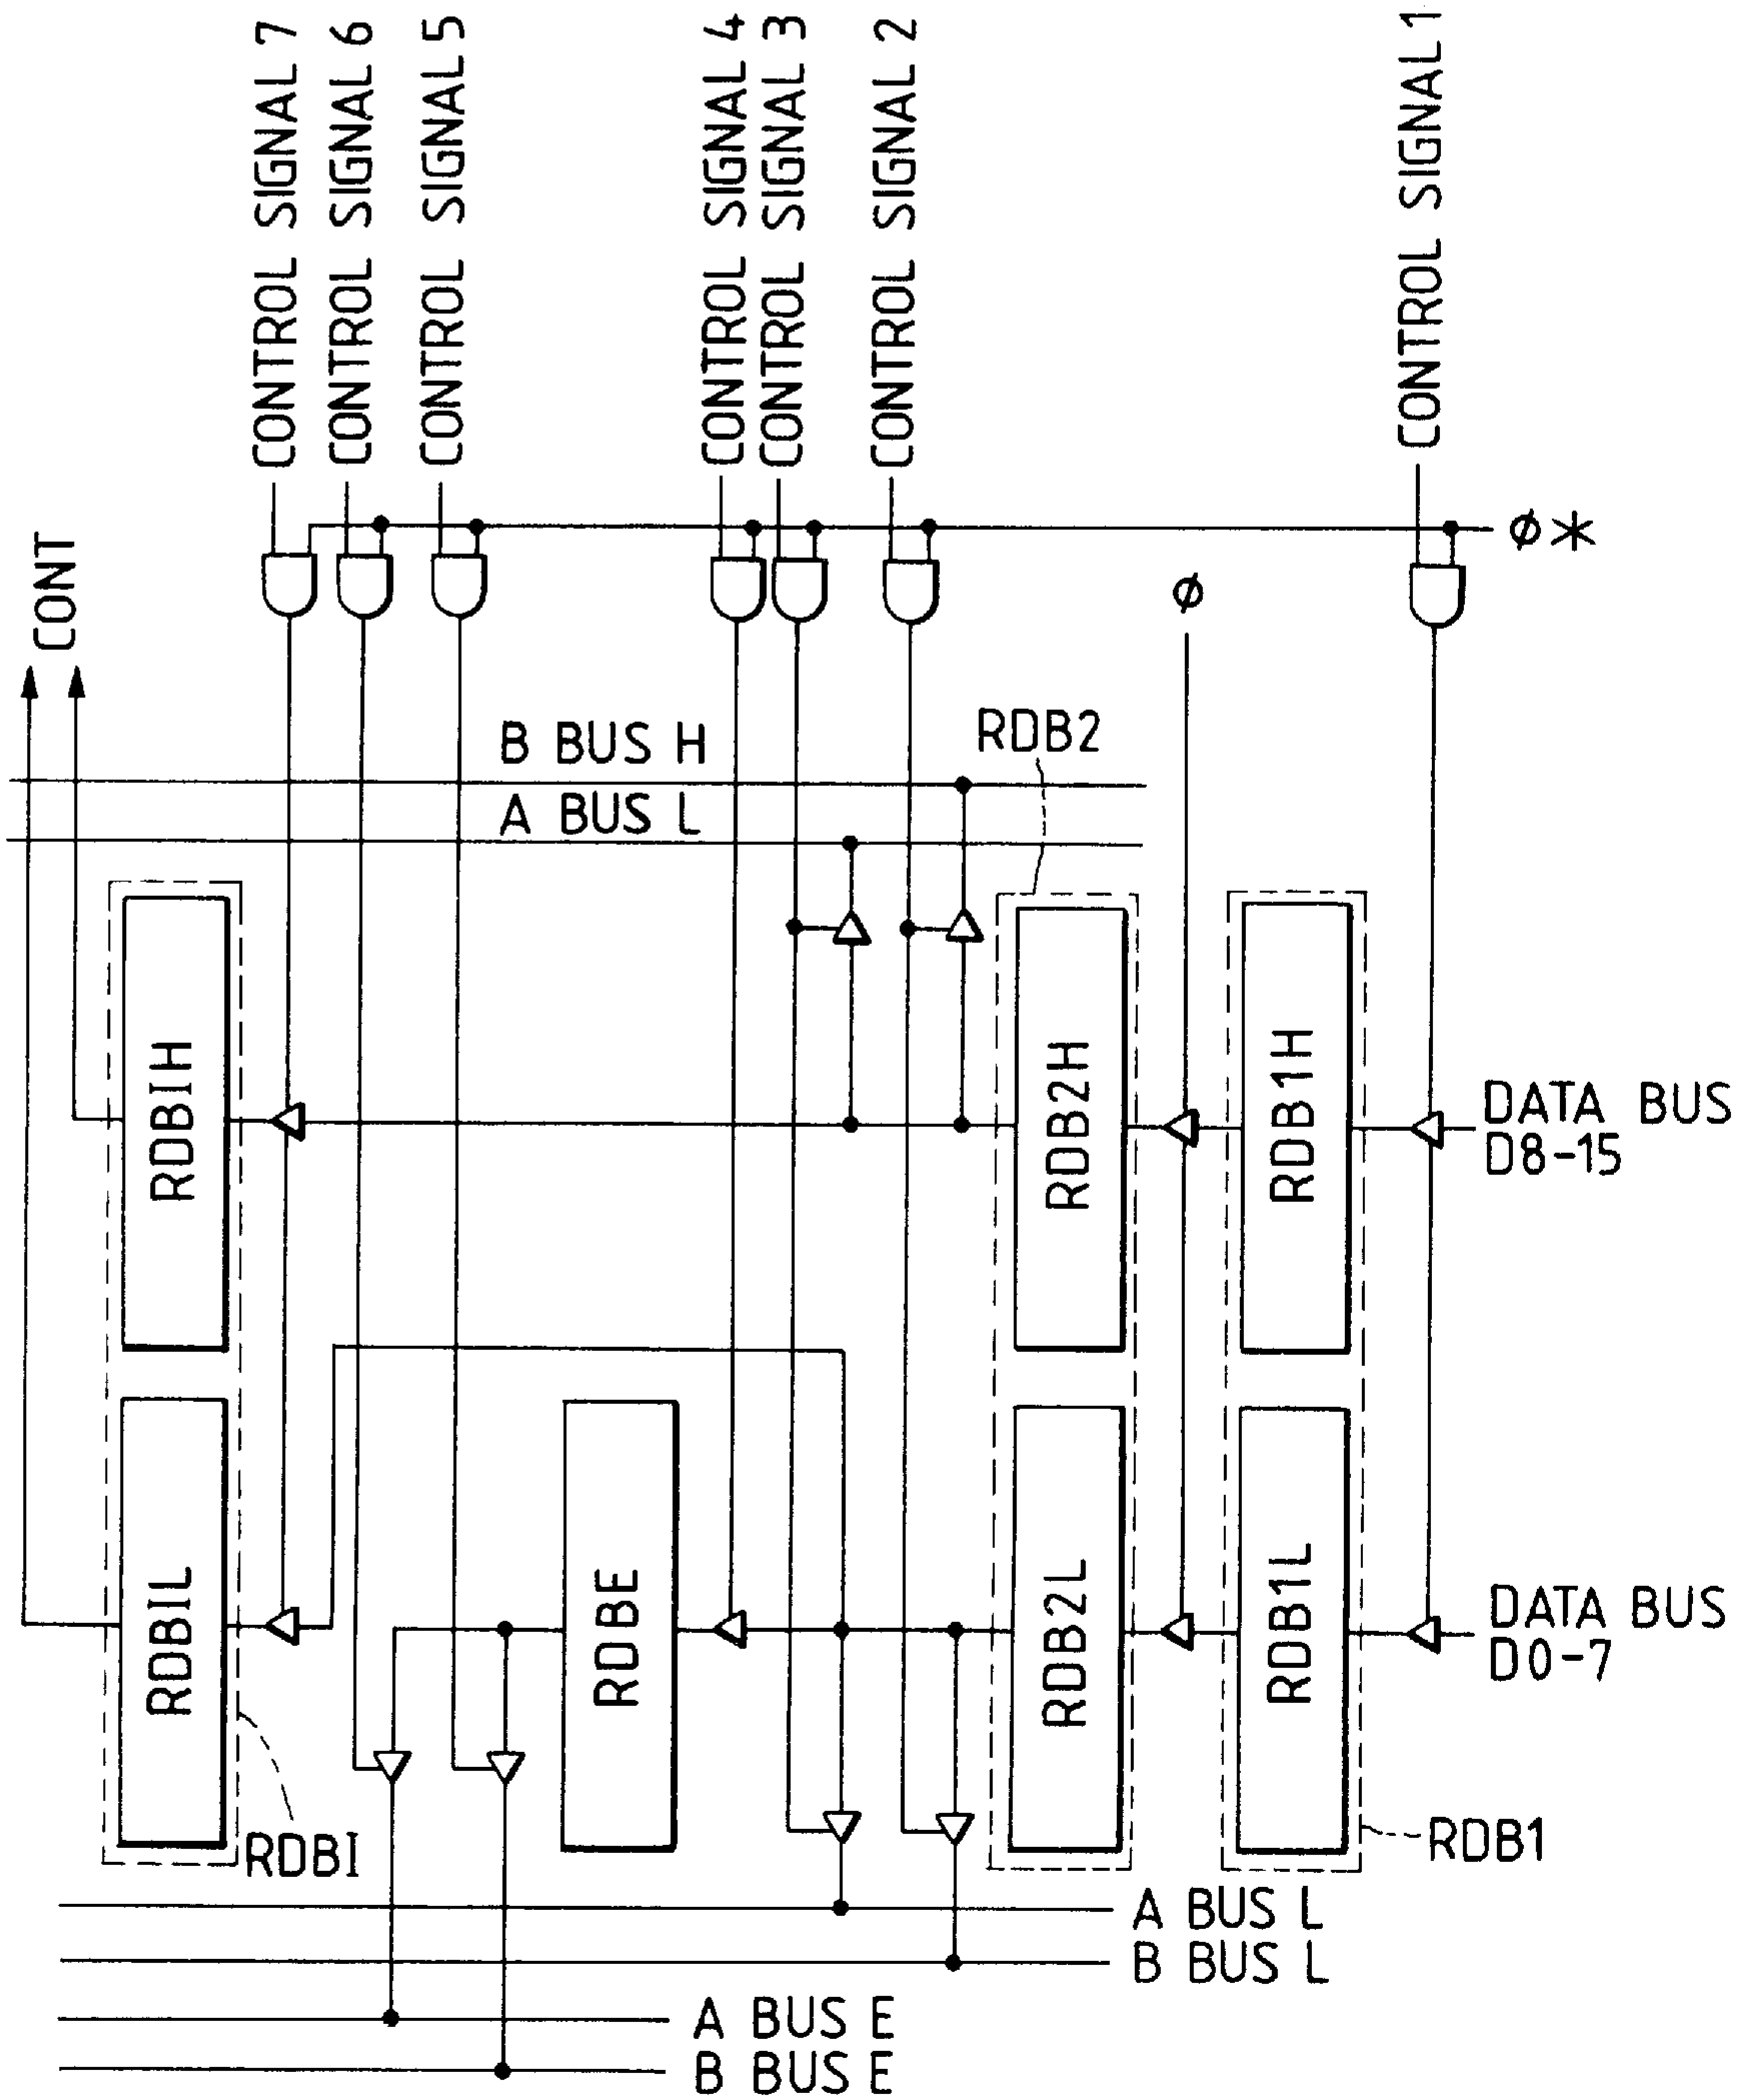 CONTROL SIGNAL 7
CONTROL SIGNAL 6
CONTROL SIGNAL 5
CONTROL SIGNAL 4
CONTROL SIGNAL 3
CONTROL SIGNAL 2
CONTROL SIGNAL 1
CONT
ϕ*
ϕ
B BUS H
RDB2
A BUS L
RDBIH
RDB2H
RDB1H
DATA BUS
D8-15
RDBIL
RDBE
RDB2L
RDB1L
DATA BUS
D0-7
RDBI
RDB1
A BUS L
B BUS L
A BUS E
B BUS E